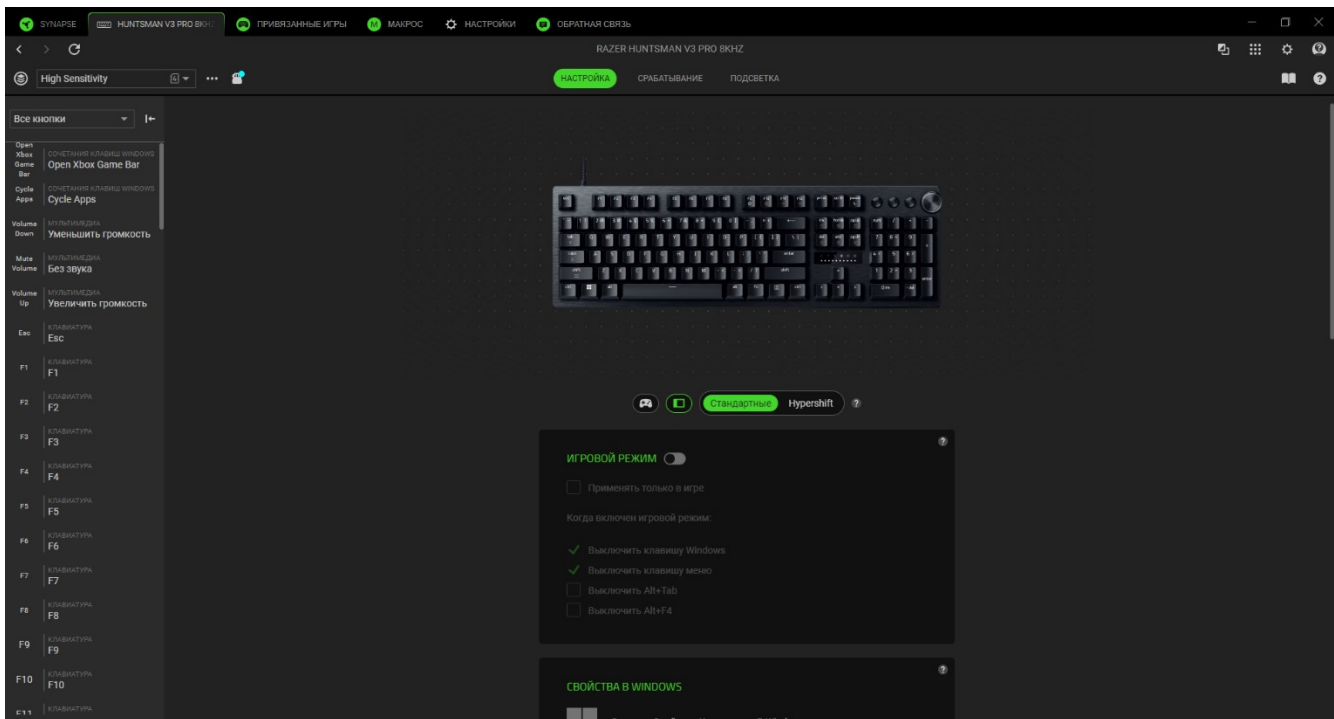 SYNAPSE
HUNTSMAN V3 PRO 8KHZ
ПРИВЯЗАННЫЕ ИГРЫ
M
МАКРОС
НАСТРОЙКИ
ОБРАТНАЯ СВЯЗЬ
RAZER HUNTSMAN V3 PRO 8KHZ
High Sensitivity
4
НАСТРОЙКА
СРАБАТЫВАНИЕ
ПОДСВЕТКА
Все кнопки
Open Xbox Game Bar
СОЧЕТАНИЯ КЛАВИШ WINDOWS
Open Xbox Game Bar
Cycle Apps
СОЧЕТАНИЯ КЛАВИШ WINDOWS
Cycle Apps
Volume Down
МУЛЬТИМЕДИА
Уменьшить громкость
Mute Volume
МУЛЬТИМЕДИА
Без звука
Volume Up
МУЛЬТИМЕДИА
Увеличить громкость
Esc
КЛАВИАТУРА
Esc
F1
КЛАВИАТУРА
F1
F2
КЛАВИАТУРА
F2
F3
КЛАВИАТУРА
F3
F4
КЛАВИАТУРА
F4
F5
КЛАВИАТУРА
F5
F6
КЛАВИАТУРА
F6
F7
КЛАВИАТУРА
F7
F8
КЛАВИАТУРА
F8
F9
КЛАВИАТУРА
F9
F10
КЛАВИАТУРА
F10
F11
КЛАВИАТУРА
Стандартные
Hypershift
?
ИГРОВОЙ РЕЖИМ
?
Применять только в игре
Когда включен игровой режим:
Выключить клавишу Windows
Выключить клавишу меню
Выключить Alt+Tab
Выключить Alt+F4
СВОЙСТВА В WINDOWS
?